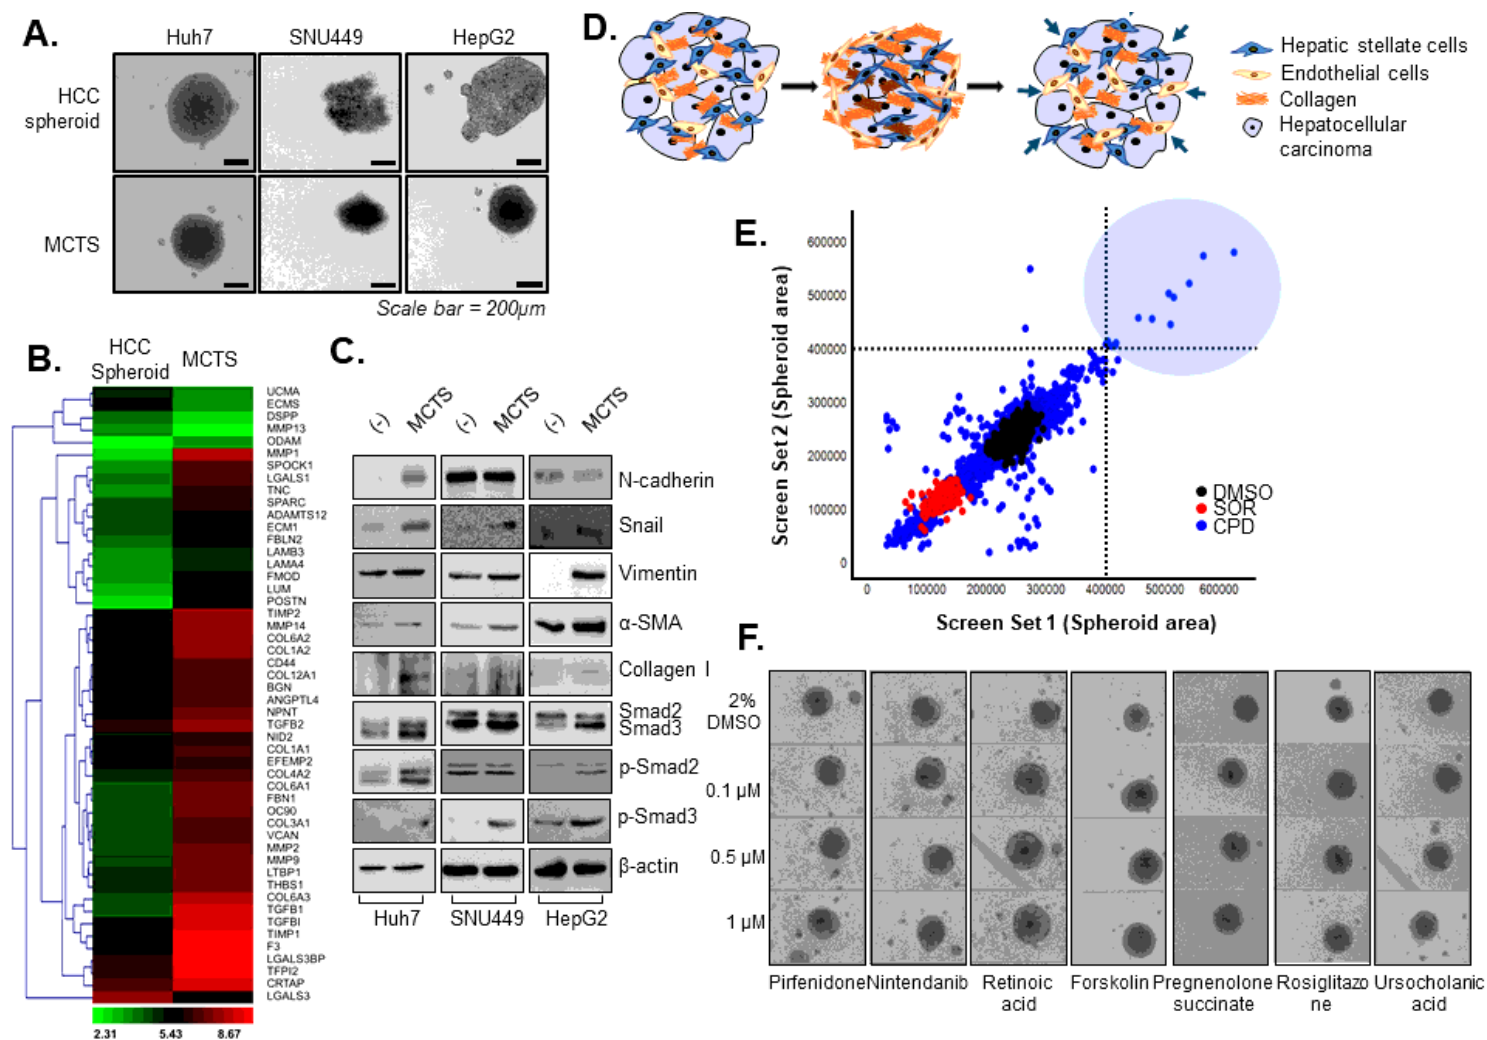 A.
Huh7
SNU449
HepG2
HCC
spheroid
MCTS
Scale bar = 200µm
B.
HCC
Spheroid
MCTS
UCMA
ECMS
DSPP
MMP13
ODAM
MMP1
SPOCK1
LGALS1
TNC
SPARC
ADAMTS12
ECM1
FBLN2
LAMB3
LAMA4
FMOD
LUM
POSTN
TIMP2
MMP14
COL6A2
COL1A2
CD44
COL12A1
BGN
ANGPTL4
NPNT
TGFB2
NID2
COL1A1
EFEMP2
COL4A2
COL6A1
FBN1
OC90
COL3A1
VCAN
MMP2
MMP9
LTBP1
THBS1
COL6A3
TGFB1
TGFBI
TIMP1
F3
LGALS3BP
TFPI2
CRTAP
LGALS3
2.31 5.43 8.67
C.
(-) MCTS (-) MCTS (-) MCTS
N-cadherin
Snail
Vimentin
α-SMA
Collagen I
Smad2
Smad3
p-Smad2
p-Smad3
β-actin
Huh7 SNU449 HepG2
D.
Hepatic stellate cells
Endothelial cells
Collagen
Hepatocellular
carcinoma
E.
Screen Set 2 (Spheroid area)
600000
500000
400000
300000
200000
100000
0
DMSO
SOR
CPD
0 100000 200000 300000 400000 500000 600000
Screen Set 1 (Spheroid area)
F.
2%
DMSO
0.1 µM
0.5 µM
1 µM
Pirfenidone Nintendanib Retinoic Forskolin Pregnenolone Rosiglitazo Ursocholanic
acid succinate ne acid